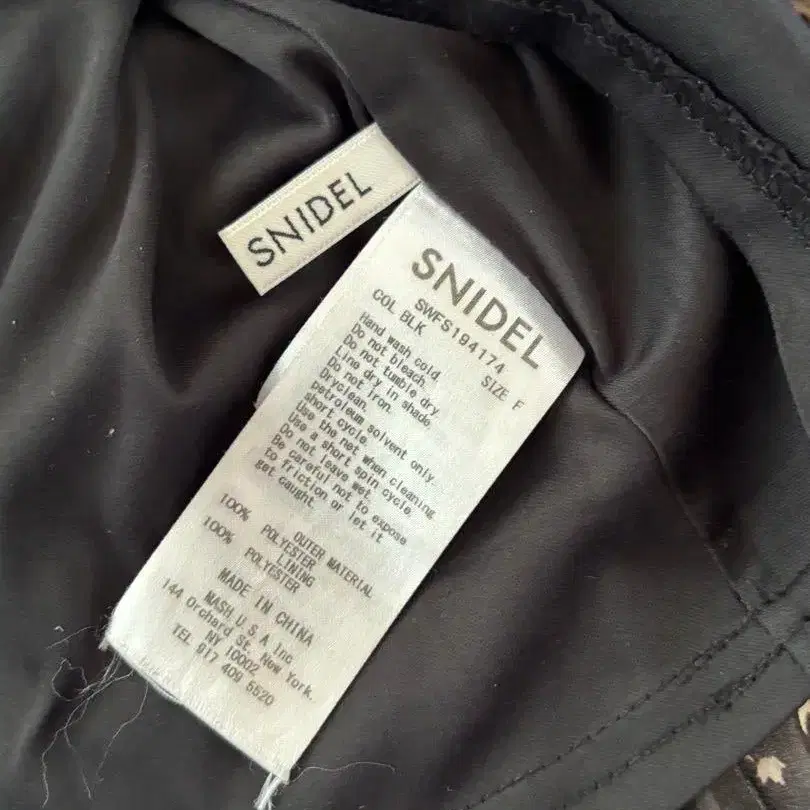 SNIDEL
SNIDEL
SWFS194174
COL BLK SIZE F
Hand wash cold.
Do not bleach.
Do not tumble dry.
Line dry in shade.
Do not iron.
Dryclean.
petroleum solvent only.
short cycle.
Use the net when cleaning
Use a short spin cycle.
Do not leave wet.
Be careful not to expose
to friction or let it
get caught.
OUTER MATERIAL
100% POLYESTER
LINING
100% POLYESTER
MADE IN CHINA
MASH U.S.A Inc
144 Orchard St. New York.
NY 10002
TEL 917 409 5520